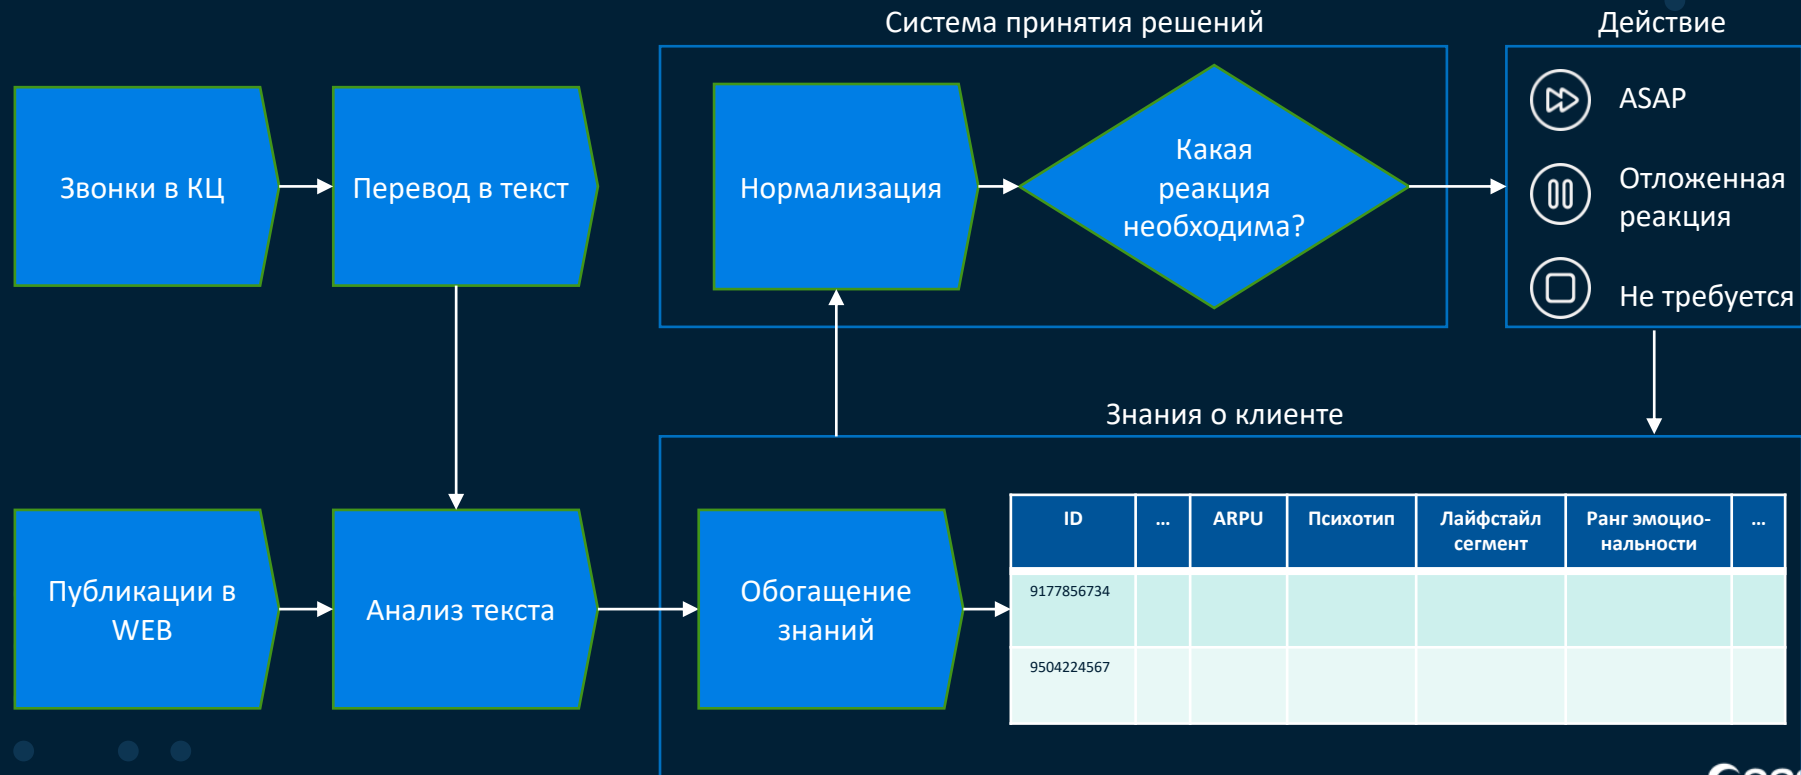 Система принятия решений
Действие
Звонки в КЦ
Перевод в текст
Нормализация
Какая
реакция
необходима?
ASAP
Отложенная
реакция
Не требуется
Знания о клиенте
Публикации в
WEB
Анализ текста
Обогащение
знаний
ID ... ARPU Психотип Лайфстайл Ранг эмоцио- ...
сегмент нальности
9177856734
9504224567